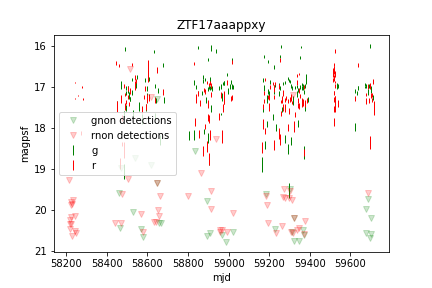 ZTF17aaappxy
16
17
18
19
20
21
magpsf
gnon detections
rnon detections
g
r
58200 58400 58600 58800 59000 59200 59400 59600
mjd